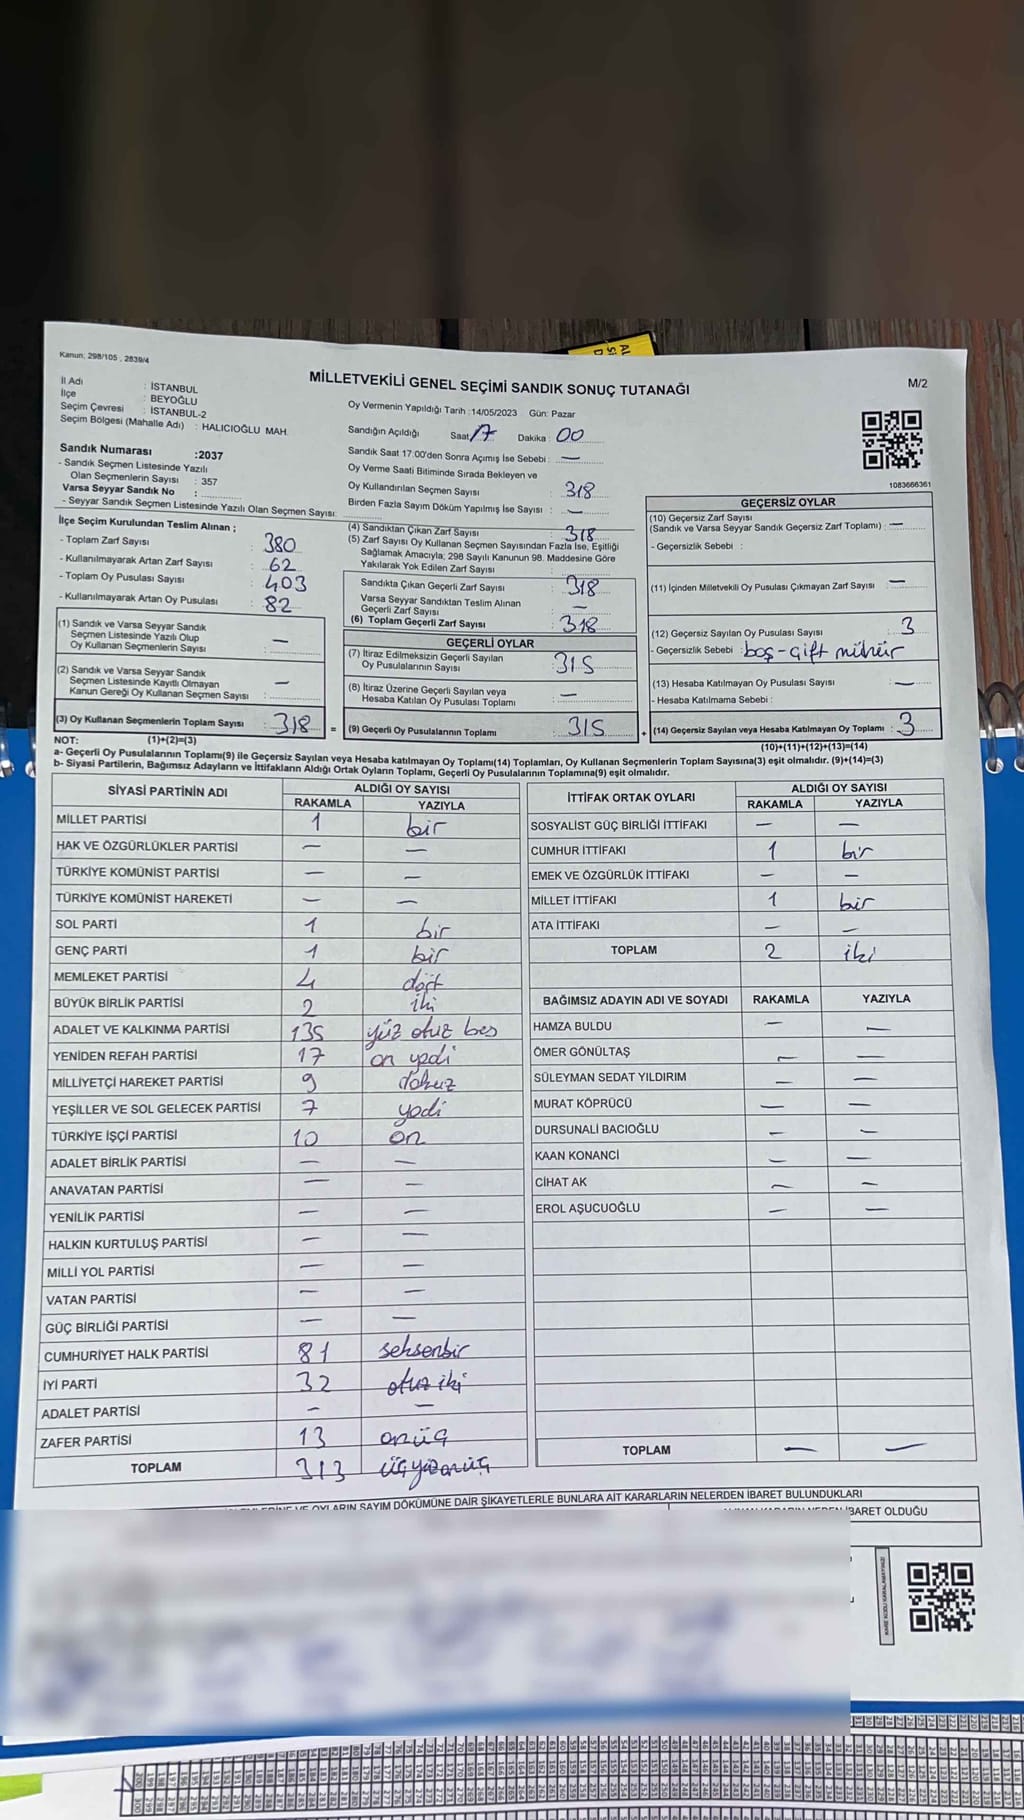 Kanun, 298/105 , 2839/4
MİLLETVEKİLİ GENEL SEÇİMİ SANDIK SONUÇ TUTANAĞI
M/2
İl Adı : İSTANBUL
İlçe : BEYOĞLU
Seçim Çevresi : İSTANBUL-2
Seçim Bölgesi (Mahalle Adı) : HALICIOĞLU MAH.
Oy Vermenin Yapıldığı Tarih :14/05/2023 Gün: Pazar
Sandığın Açıldığı Saat 17 Dakika : 00
Sandık Numarası :2037
- Sandık Seçmen Listesinde Yazılı
Olan Seçmenlerin Sayısı : 357
Varsa Seyyar Sandık No :
- Seyyar Sandık Seçmen Listesinde Yazılı Olan Seçmen Sayısı:
Sandık Saat 17.00'den Sonra Açımış İse Sebebi : —
Oy Verme Saati Bitiminde Sırada Bekleyen ve
Oy Kullandırılan Seçmen Sayısı : 318
Birden Fazla Sayım Döküm Yapılmış İse Sayısı : —
1083666361
İlçe Seçim Kurulundan Teslim Alınan ;
- Toplam Zarf Sayısı : 380
- Kullanılmayarak Artan Zarf Sayısı : 62
- Toplam Oy Pusulası Sayısı : 403
- Kullanılmayarak Artan Oy Pusulası : 82
(4) Sandıktan Çıkan Zarf Sayısı : 318
(5) Zarf Sayısı Oy Kullanan Seçmen Sayısından Fazla İse, Eşitliği
Sağlamak Amacıyla; 298 Sayılı Kanunun 98. Maddesine Göre
Yakılarak Yok Edilen Zarf Sayısı :
Sandıkta Çıkan Geçerli Zarf Sayısı : 318
Varsa Seyyar Sandıktan Teslim Alınan
Geçerli Zarf Sayısı : —
(6) Toplam Geçerli Zarf Sayısı : 318
GEÇERSİZ OYLAR
(10) Geçersiz Zarf Sayısı
(Sandık ve Varsa Seyyar Sandık Geçersiz Zarf Toplamı) : —
- Geçersizlik Sebebi :
(11) İçinden Milletvekili Oy Pusulası Çıkmayan Zarf Sayısı : —
(12) Geçersiz Sayılan Oy Pusulası Sayısı : 3
- Geçersizlik Sebebi : boş-çift mühür
(13) Hesaba Katılmayan Oy Pusulası Sayısı : —
- Hesaba Katılmama Sebebi :
(14) Geçersiz Sayılan veya Hesaba Katılmayan Oy Toplamı : 3
(10)+(11)+(12)+(13)=(14)
(1) Sandık ve Varsa Seyyar Sandık
Seçmen Listesinde Yazılı Olup
Oy Kullanan Seçmenlerin Sayısı : —
(2) Sandık ve Varsa Seyyar Sandık
Seçmen Listesinde Kayıtlı Olmayan
Kanun Gereği Oy Kullanan Seçmen Sayısı : —
(3) Oy Kullanan Seçmenlerin Toplam Sayısı : 318 =
GEÇERLİ OYLAR
(7) İtiraz Edilmeksizin Geçerli Sayılan
Oy Pusulalarının Sayısı : 315
(8) İtiraz Üzerine Geçerli Sayılan veya
Hesaba Katılan Oy Pusulası Toplamı : —
(9) Geçerli Oy Pusulalarının Toplamı : 315 +
NOT: (1)+(2)=(3)
a- Geçerli Oy Pusulalarının Toplamı(9) ile Geçersiz Sayılan veya Hesaba katılmayan Oy Toplamı(14) Toplamları, Oy Kullanan Seçmenlerin Toplam Sayısına(3) eşit olmalıdır. (9)+(14)=(3)
b- Siyasi Partilerin, Bağımsız Adayların ve İttifakların Aldığı Ortak Oyların Toplamı, Geçerli Oy Pusulalarının Toplamına(9) eşit olmalıdır.
SİYASİ PARTİNİN ADI ALDIĞI OY SAYISI
RAKAMLA YAZIYLA
MİLLET PARTİSİ 1 bir
HAK VE ÖZGÜRLÜKLER PARTİSİ — —
TÜRKİYE KOMÜNİST PARTİSİ — —
TÜRKİYE KOMÜNİST HAREKETİ — —
SOL PARTİ 1 bir
GENÇ PARTİ 1 bir
MEMLEKET PARTİSİ 4 dört
BÜYÜK BİRLİK PARTİSİ 2 iki
ADALET VE KALKINMA PARTİSİ 135 yüz otuz beş
YENİDEN REFAH PARTİSİ 17 on yedi
MİLLİYETÇİ HAREKET PARTİSİ 9 dokuz
YEŞİLLER VE SOL GELECEK PARTİSİ 7 yedi
TÜRKİYE İŞÇİ PARTİSİ 10 on
ADALET BİRLİK PARTİSİ — —
ANAVATAN PARTİSİ — —
YENİLİK PARTİSİ — —
HALKIN KURTULUŞ PARTİSİ — —
MİLLİ YOL PARTİSİ — —
VATAN PARTİSİ — —
GÜÇ BİRLİĞİ PARTİSİ — —
CUMHURİYET HALK PARTİSİ 81 seksenbir
İYİ PARTİ 32 otuz iki
ADALET PARTİSİ — —
ZAFER PARTİSİ 13 onüç
TOPLAM 313 üçyüzonüç
İTTİFAK ORTAK OYLARI ALDIĞI OY SAYISI
RAKAMLA YAZIYLA
SOSYALİST GÜÇ BİRLİĞİ İTTİFAKI — —
CUMHUR İTTİFAKI 1 bir
EMEK VE ÖZGÜRLÜK İTTİFAKI — —
MİLLET İTTİFAKI 1 bir
ATA İTTİFAKI — —
TOPLAM 2 iki
BAĞIMSIZ ADAYIN ADI VE SOYADI RAKAMLA YAZIYLA
HAMZA BULDU — —
ÖMER GÖNÜLTAŞ — —
SÜLEYMAN SEDAT YILDIRIM — —
MURAT KÖPRÜCÜ — —
DURSUNALİ BACIOĞLU — —
KAAN KONANCİ — —
CİHAT AK — —
EROL AŞUCUOĞLU — —
TOPLAM — —
OYLARIN SAYIM DÖKÜMÜNE DAİR ŞİKAYETLERLE BUNLARA AİT KARARLARIN NELERDEN İBARET BULUNDUKLARI
İBARET OLDUĞU